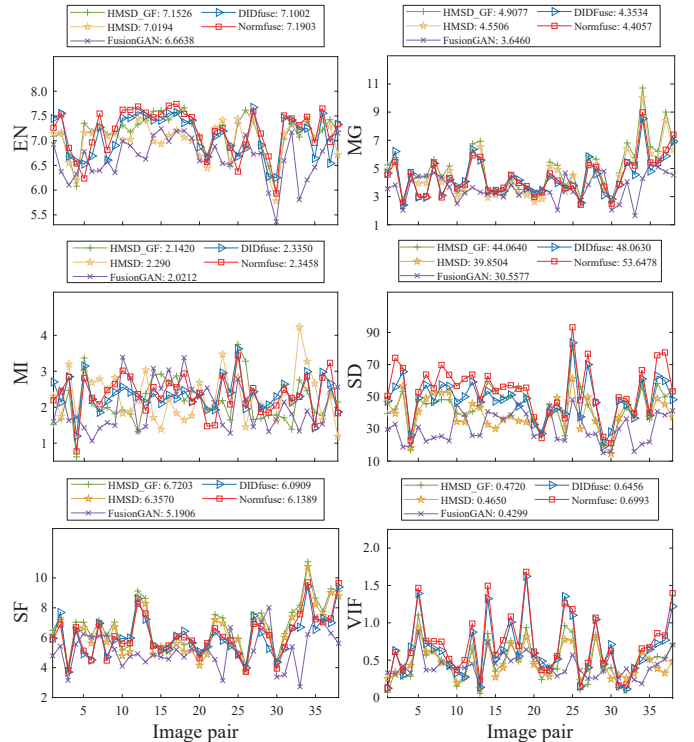 HMSD_GF: 7.1526 DIDfuse: 7.1002
HMSD: 7.0194 Normfuse: 7.1903
FusionGAN: 6.6638
HMSD_GF: 4.9077 DIDfuse: 4.3534
HMSD: 4.5506 Normfuse: 4.4057
FusionGAN: 3.6460
EN
8.0
7.5
7.0
6.5
6.0
5.5
MG
11
9
7
5
3
1
HMSD_GF: 2.1420 DIDfuse: 2.3350
HMSD: 2.290 Normfuse: 2.3458
FusionGAN: 2.0212
HMSD_GF: 44.0640 DIDfuse: 48.0630
HMSD: 39.8504 Normfuse: 53.6478
FusionGAN: 30.5577
MI
4
3
2
1
SD
90
70
50
30
10
HMSD_GF: 6.7203 DIDfuse: 6.0909
HMSD: 6.3570 Normfuse: 6.1389
FusionGAN: 5.1906
HMSD_GF: 0.4720 DIDfuse: 0.6456
HMSD: 0.4650 Normfuse: 0.6993
FusionGAN: 0.4299
SF
10
8
6
4
2
5 10 15 20 25 30 35
Image pair
VIF
2.0
1.5
1.0
0.5
0
5 10 15 20 25 30 35
Image pair